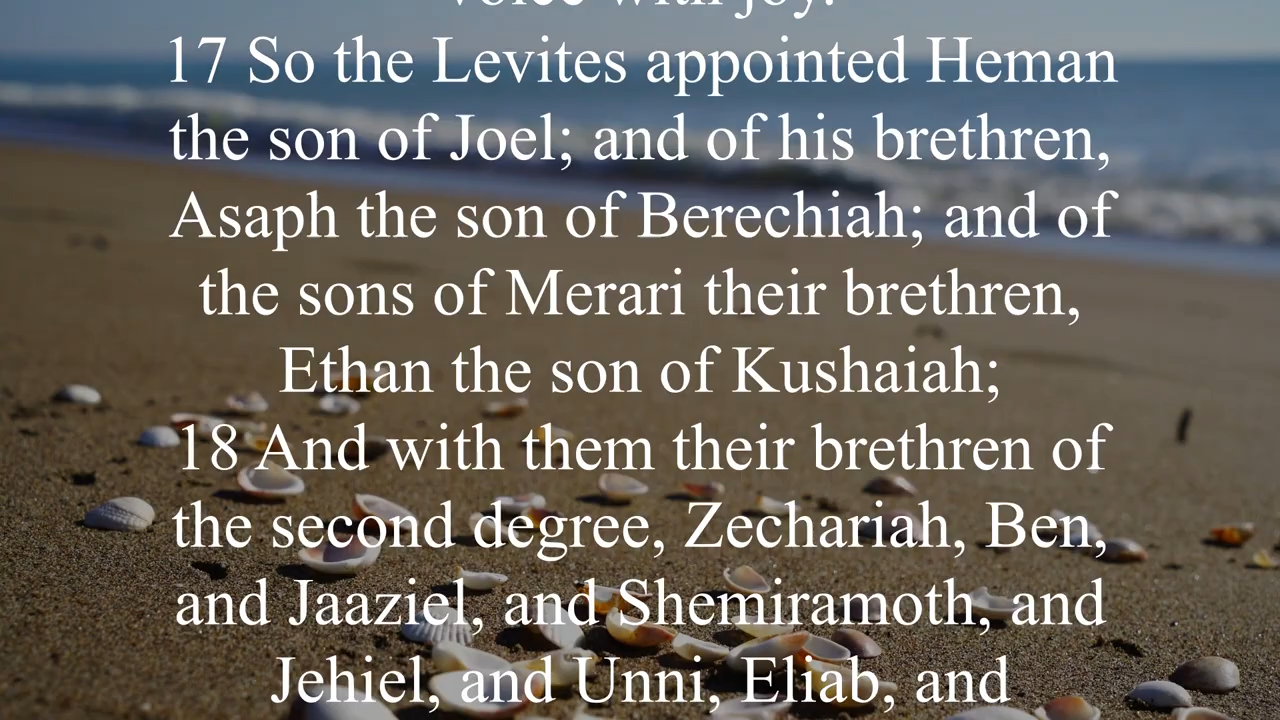 voice with joy.
17 So the Levites appointed Heman
the son of Joel; and of his brethren,
Asaph the son of Berechiah; and of
the sons of Merari their brethren,
Ethan the son of Kushaiah;
18 And with them their brethren of
the second degree, Zechariah, Ben,
and Jaaziel, and Shemiramoth, and
Jehiel, and Unni, Eliab, and